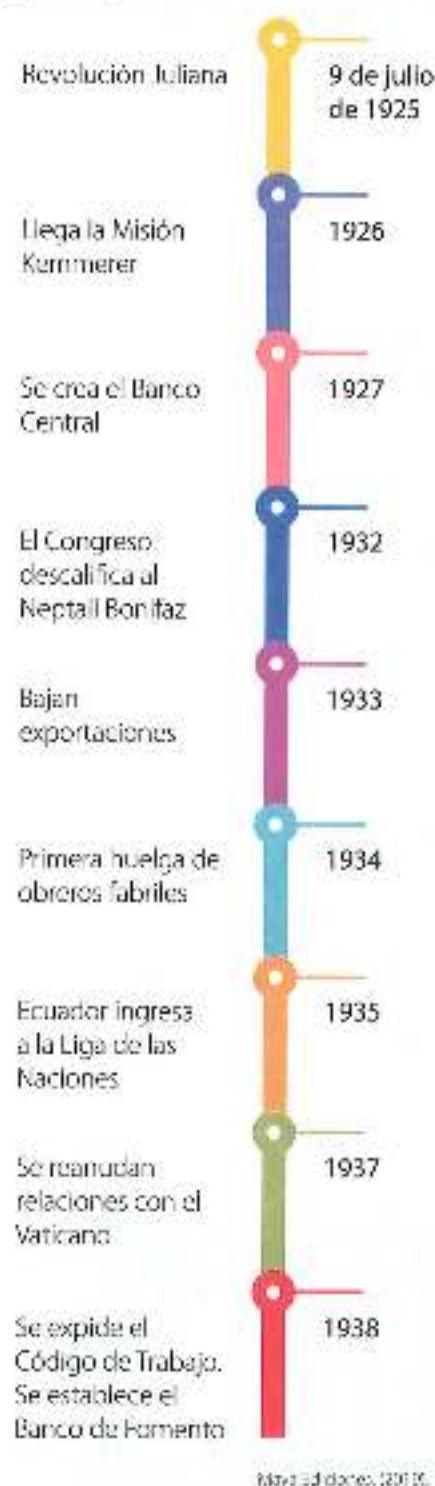 Revolución Juliana
9 de julio
de 1925
Llega la Misión
Kemmerer
1926
Se crea el Banco
Central
1927
El Congreso
descalifica al
Neptalí Bonifaz
1932
Bajan
exportaciones
1933
Primera huelga de
obreros fabriles
1934
Ecuador ingresa
a la Liga de las
Naciones
1935
Se reanudan
relaciones con el
Vaticano
1937
Se expide el
Código de Trabajo.
Se establece el
Banco de Fomento
1938
Maya Ediciones.